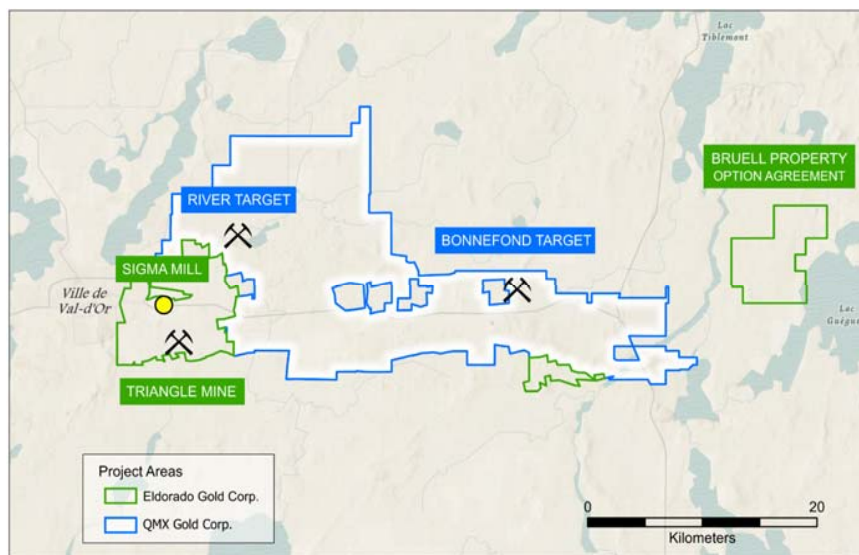 Lac
Tiblemont
BRUELL PROPERTY
OPTION AGREEMENT
RIVER TARGET
BONNEFOND TARGET
SIGMA MILL
Ville de
Val-d'Or
Lac
Guéguen
TRIANGLE MINE
Project Areas
Eldorado Gold Corp.
QMX Gold Corp.
0
20
Kilometers